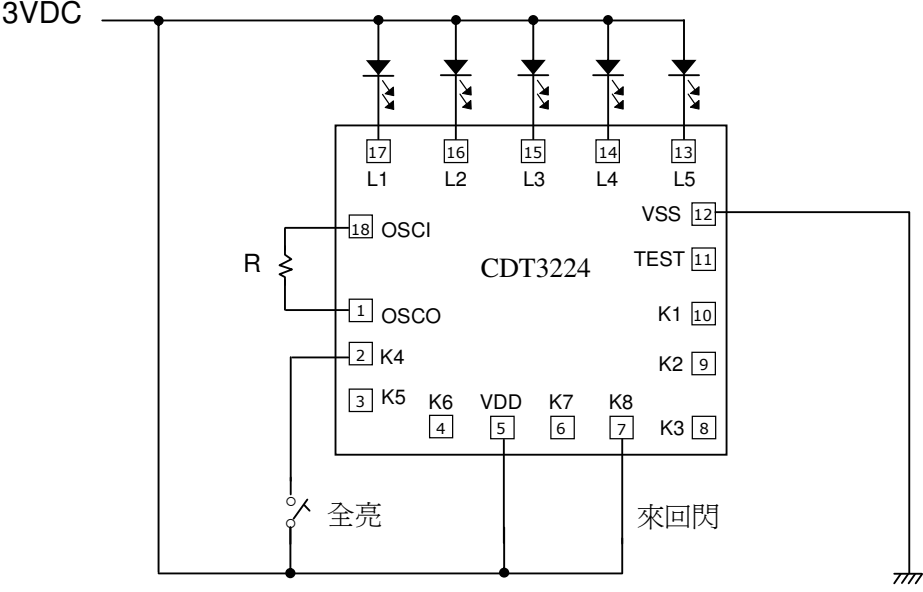 3VDC
17 16 15 14 13
L1 L2 L3 L4 L5
VSS 12
18 OSCI
R
CDT3224
TEST 11
1 OSCO
K1 10
2 K4
K2 9
3 K5
K6 VDD K7 K8
4 5 6 7
K3 8
全亮
來回閃